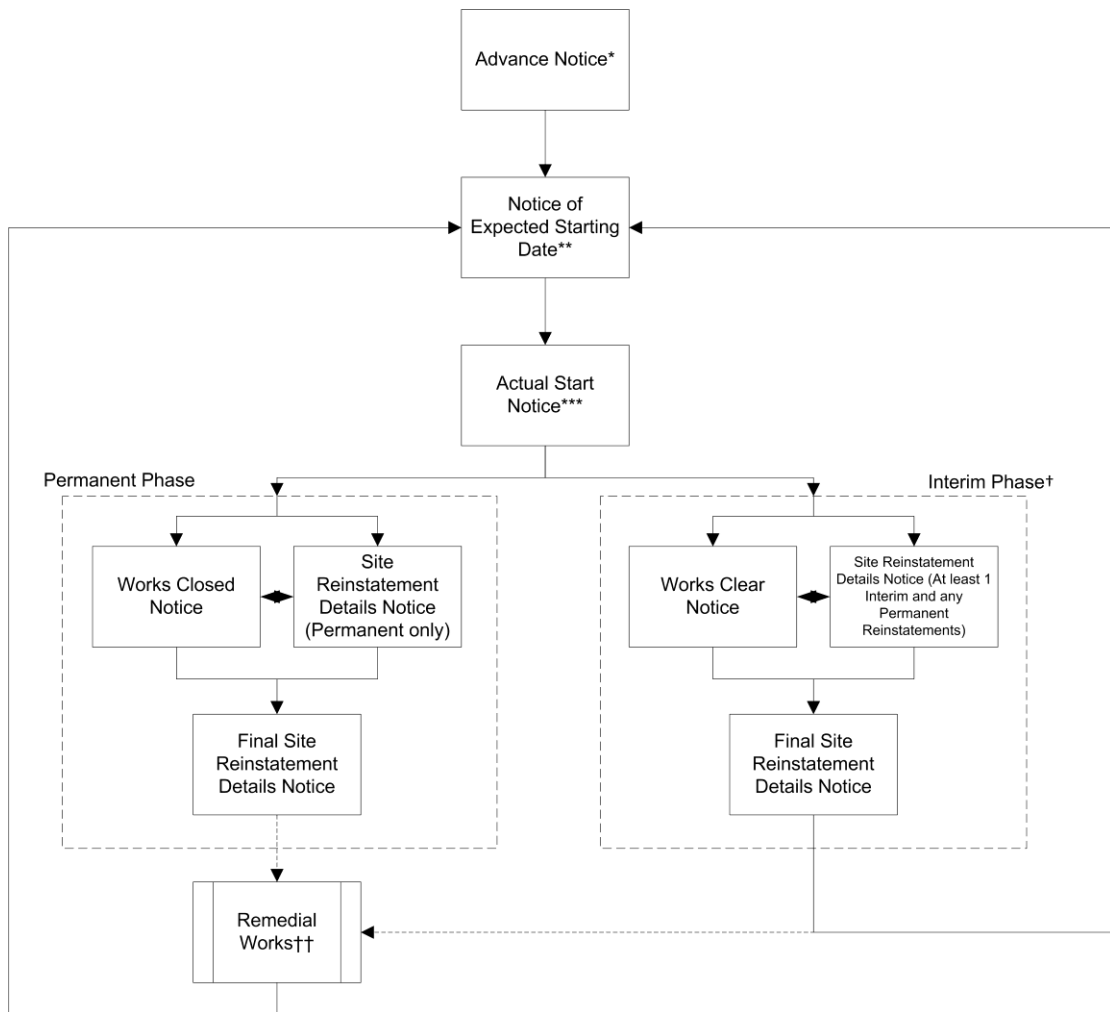 Advance Notice*
Notice of
Expected Starting
Date**
Actual Start
Notice***
Permanent Phase
Interim Phase†
Works Closed
Notice
Site
Reinstatement
Details Notice
(Permanent only)
Works Clear
Notice
Site Reinstatement
Details Notice (At least 1
Interim and any
Permanent
Reinstatements)
Final Site
Reinstatement
Details Notice
Final Site
Reinstatement
Details Notice
Remedial
Works††